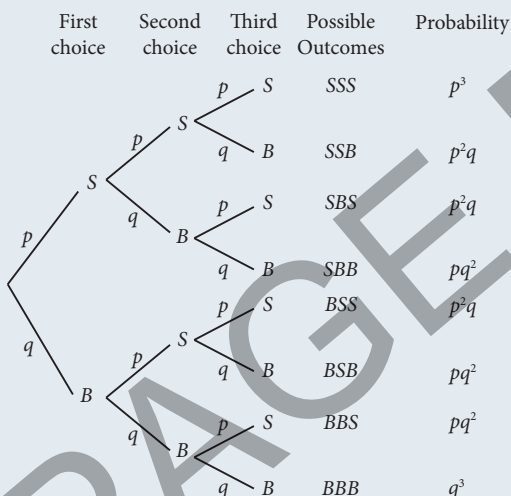 First Second Third Possible Probability
choice choice choice Outcomes
p S SSS p³
S
p
q B SSB p²q
S
p S SBS p²q
q
B
p
q B SBB pq²
p S BSS p²q
S
q
p
q B BSB pq²
B
p S BBS pq²
q
B
q B BBB q³
PAGE